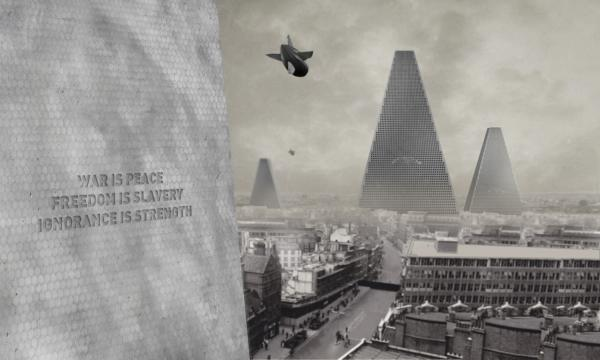 WAR IS PEACE
FREEDOM IS SLAVERY
IGNORANCE IS STRENGTH